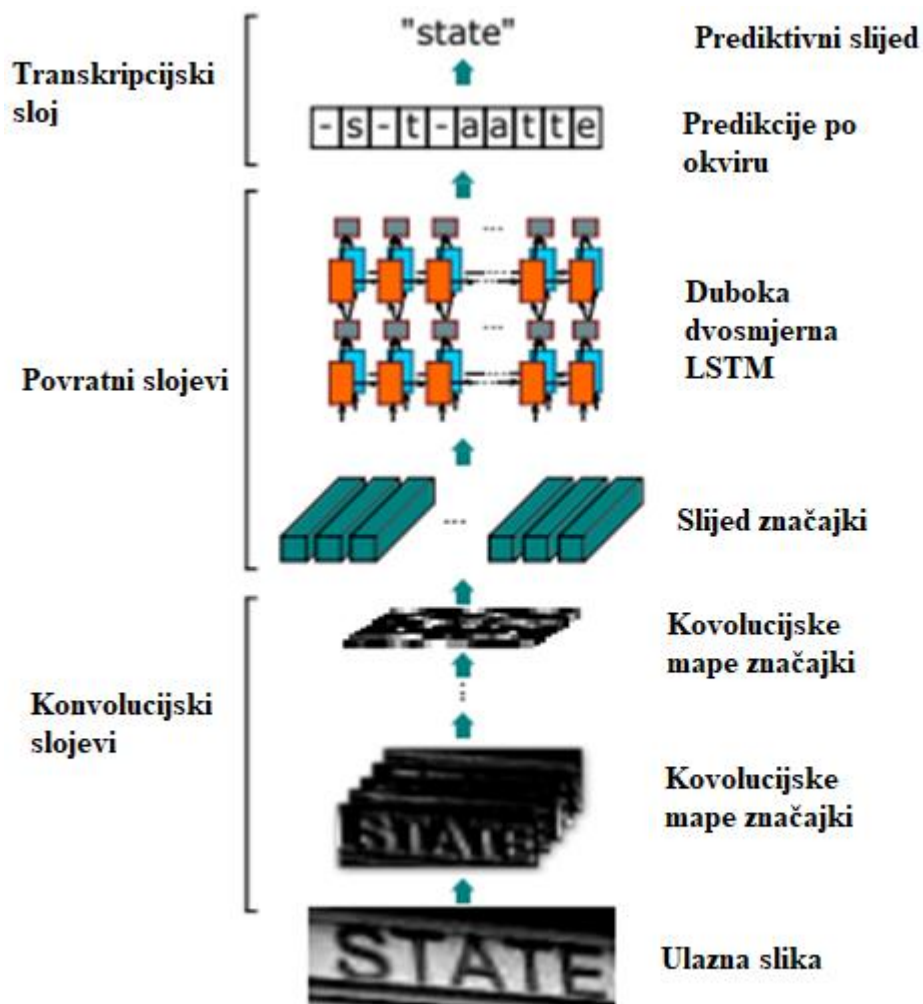 "state"
Prediktivni slijed
Transkripcijski
sloj
- s - t - a a t t e
Predikcije po
okviru
Duboka
dvosmjerna
LSTM
Povratni slojevi
...
Slijed značajki
Kovolucijske
mape značajki
Konvolucijski
slojevi
Kovolucijske
mape značajki
STATE
STATE
Ulazna slika